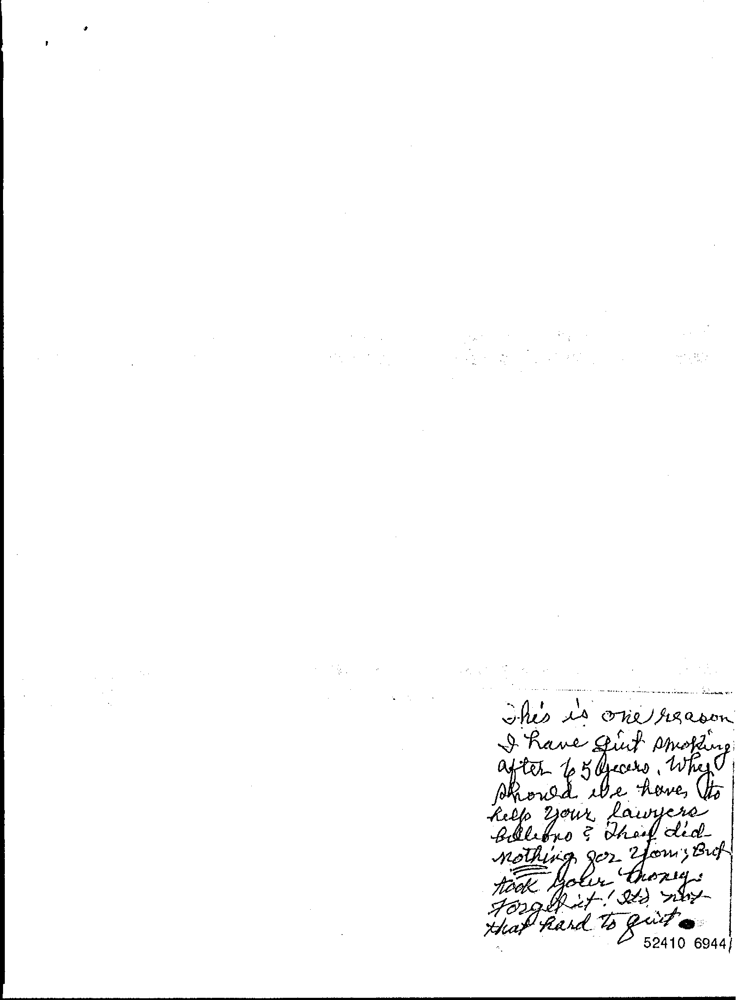 This is one reason
I have quit smoking
after 65 years. Why
should we have to
help your lawyers
billions? They did
nothing for you; But
took your money.
Forget it! It's not
that hard to quit.
52410 6944